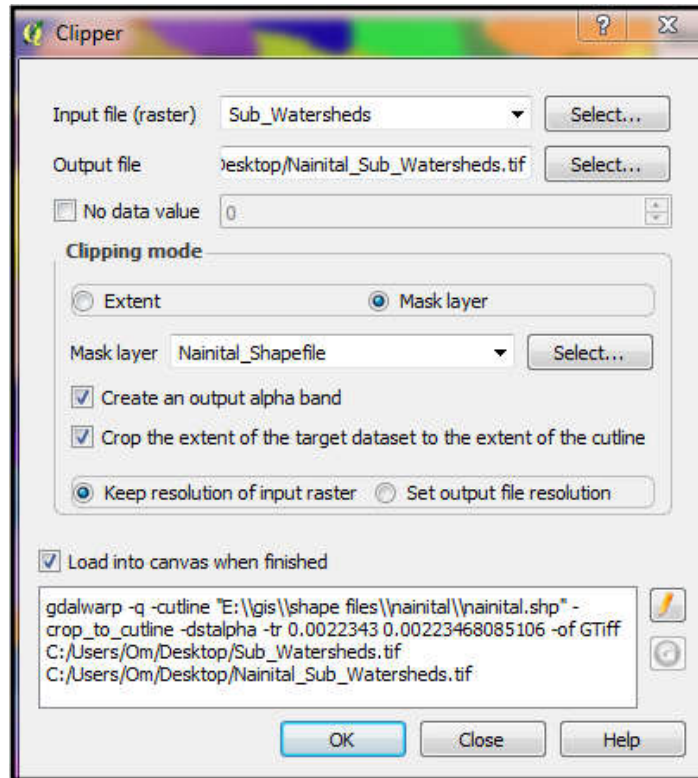 Clipper
Input file (raster) Sub_Watersheds Select...
Output file )esktop/Nainital_Sub_Watersheds.tif Select...
No data value 0
Clipping mode
Extent Mask layer
Mask layer Nainital_Shapefile Select...
Create an output alpha band
Crop the extent of the target dataset to the extent of the cutline
Keep resolution of input raster Set output file resolution
Load into canvas when finished
gdalwarp -q -cutline "E:\\gis\\shape files\\nainital\\nainital.shp" -
crop_to_cutline -dstalpha -tr 0.0022343 0.00223468085106 -of GTiff
C:/Users/Om/Desktop/Sub_Watersheds.tif
C:/Users/Om/Desktop/Nainital_Sub_Watersheds.tif
OK Close Help